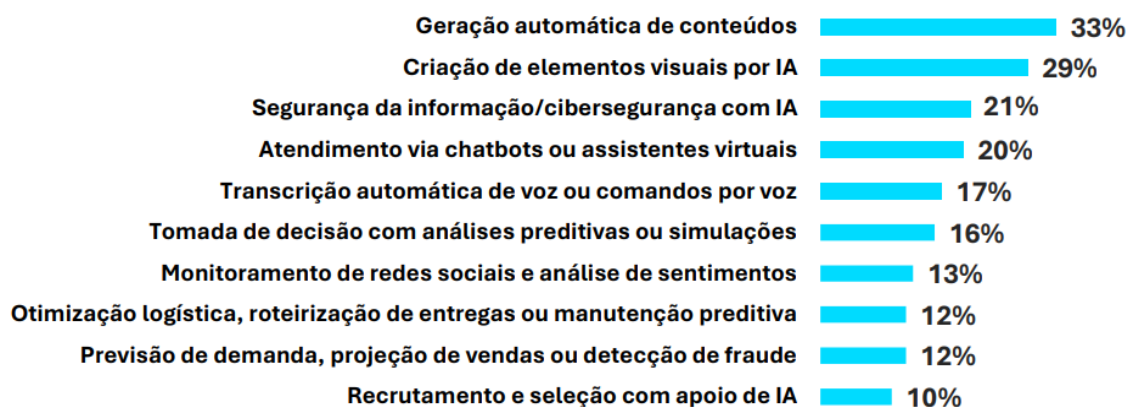 Geração automática de conteúdos 33%
Criação de elementos visuais por IA 29%
Segurança da informação/cibersegurança com IA 21%
Atendimento via chatbots ou assistentes virtuais 20%
Transcrição automática de voz ou comandos por voz 17%
Tomada de decisão com análises preditivas ou simulações 16%
Monitoramento de redes sociais e análise de sentimentos 13%
Otimização logística, roteirização de entregas ou manutenção preditiva 12%
Previsão de demanda, projeção de vendas ou detecção de fraude 12%
Recrutamento e seleção com apoio de IA 10%